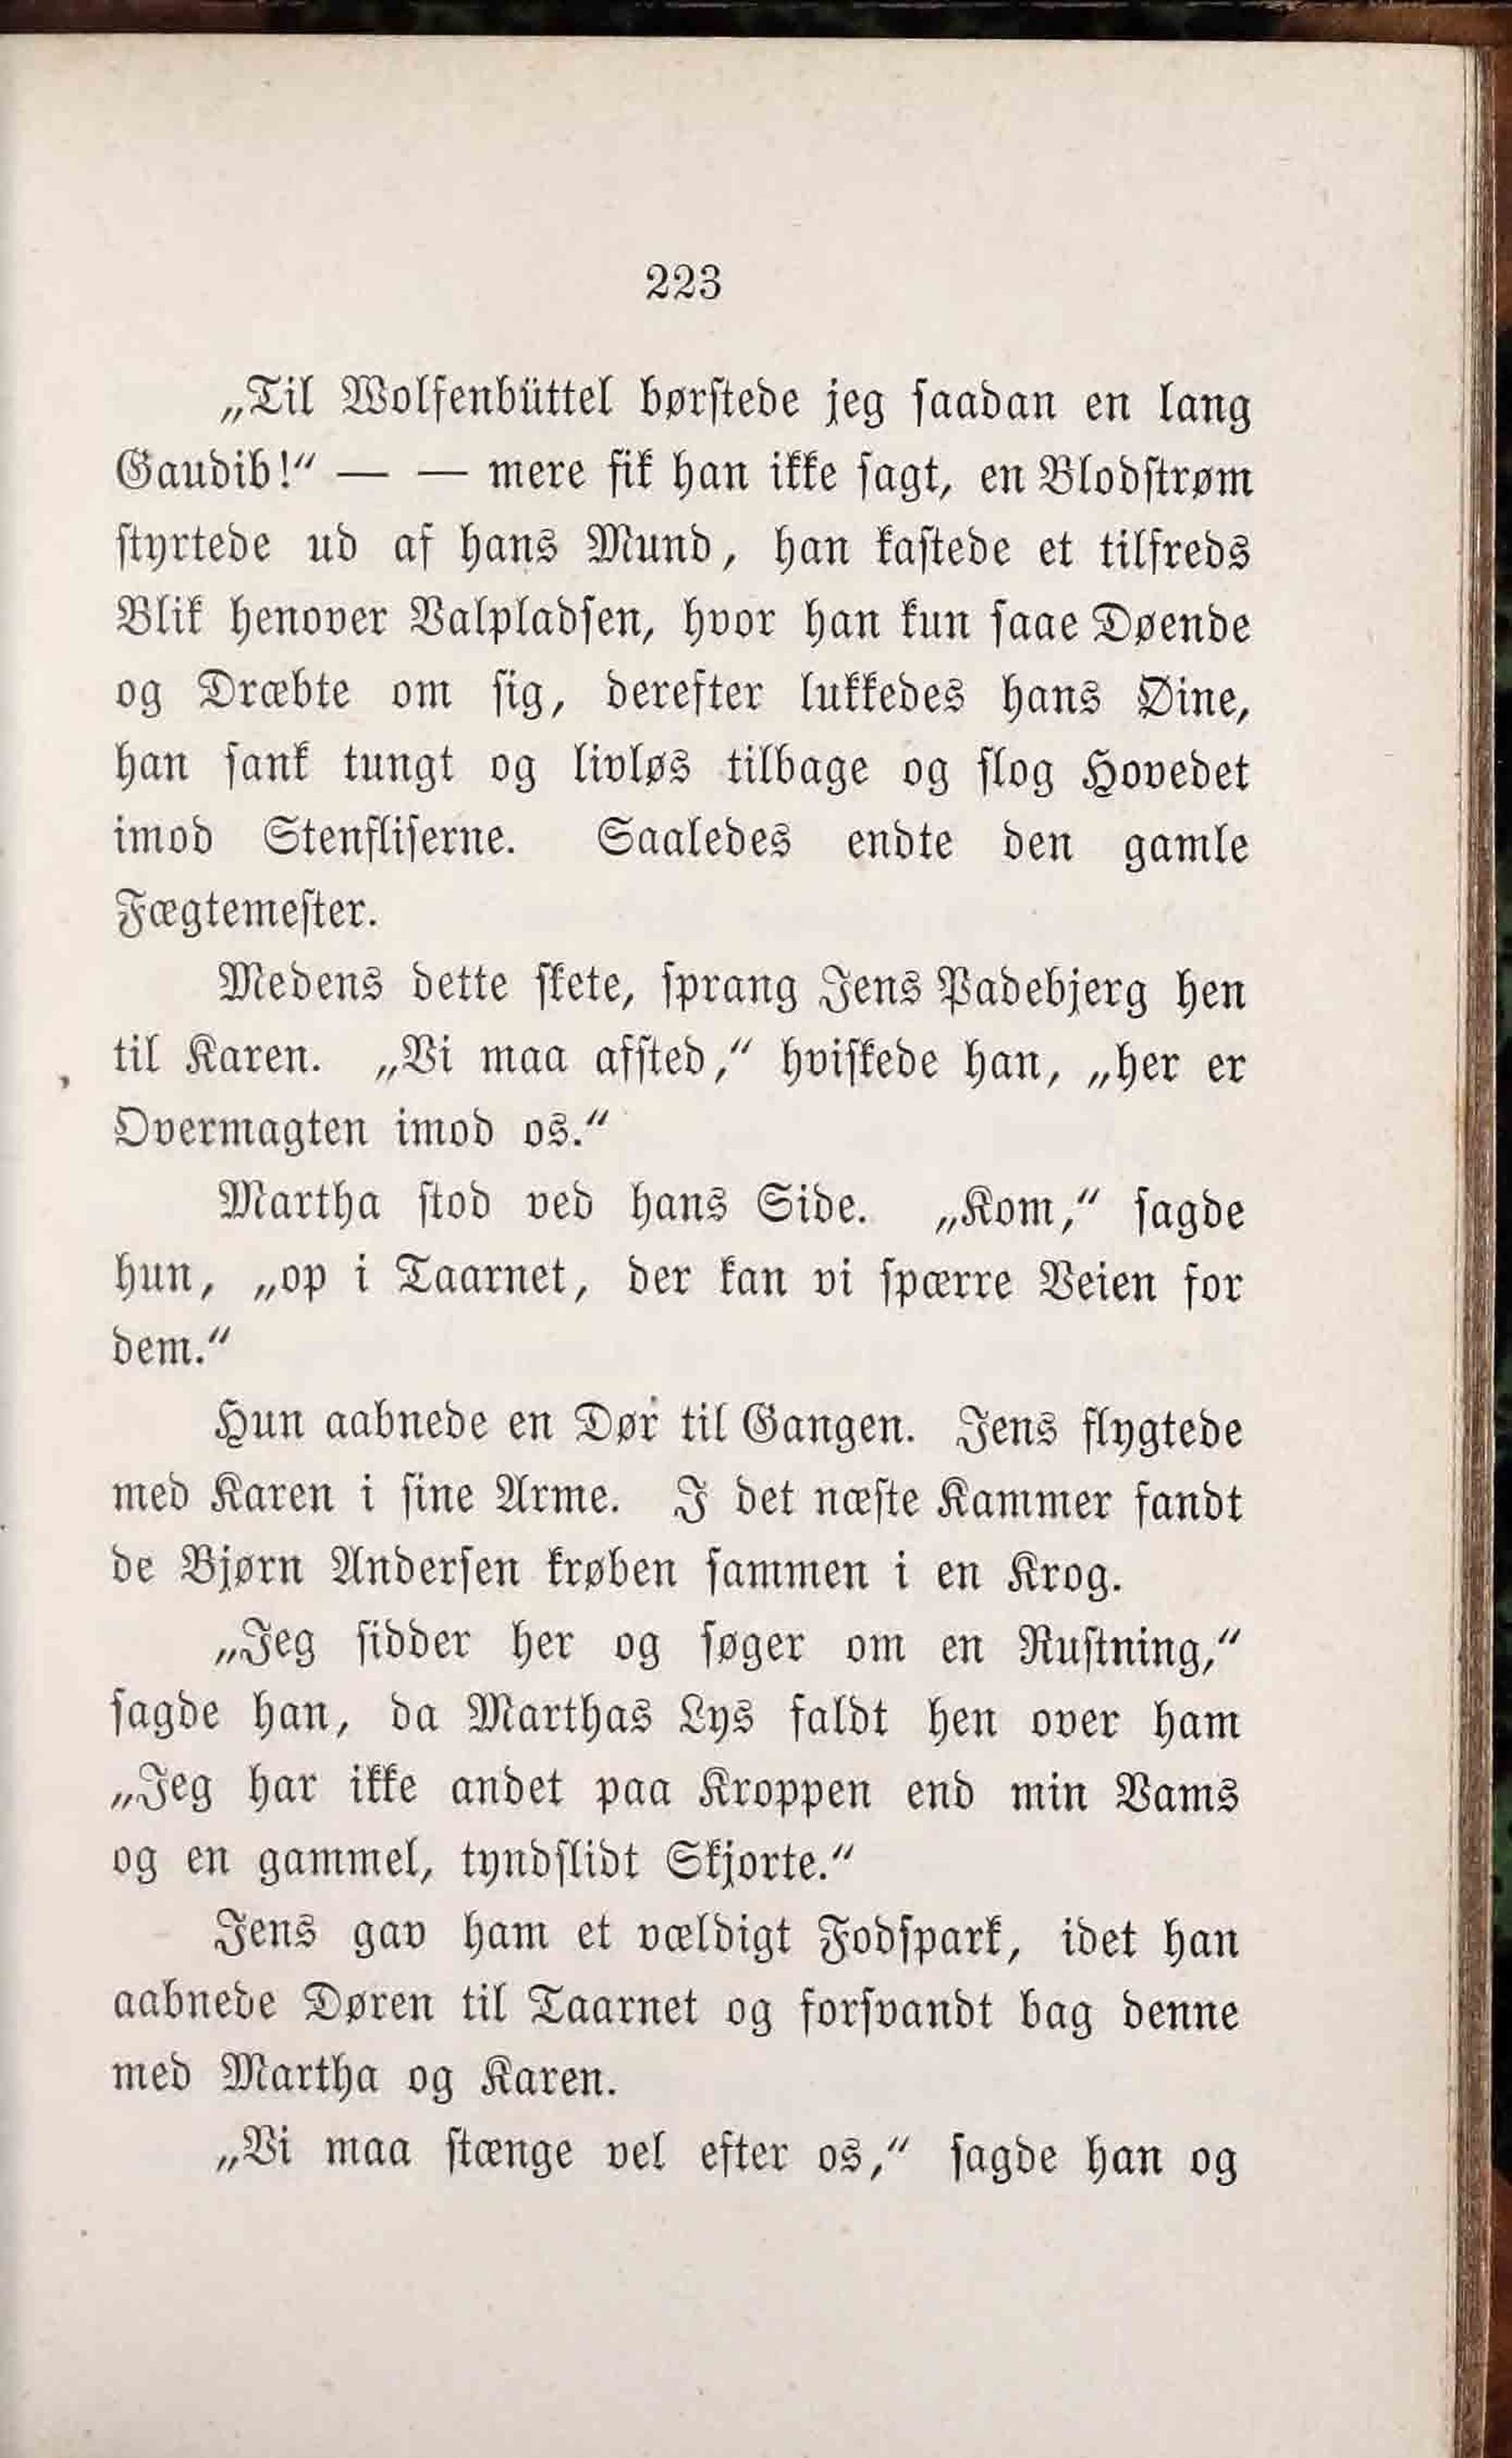 223
„Til Wolfenbüttel børstede jeg saadan en lang
Gaudib!“ — — mere fik han ikke sagt, en Blodstrøm
styrtede ud af hans Mund, han kastede et tilfreds
Blik henover Valpladsen, hvor han kun saae Døende
og Dræbte om sig, derefter lukkedes hans Øine,
han sank tungt og livløs tilbage og slog Hovedet
imod Stenfliserne. Saaledes endte den gamle
Fægtemester.
Medens dette skete, sprang Jens Padebjerg hen
til Karen. „Vi maa afsted,“ hviskede han, „her er
Overmagten imod os.“
Martha stod ved hans Side. „Kom,“ sagde
hun, „op i Taarnet, der kan vi spærre Veien for
dem.“
Hun aabnede en Dør til Gangen. Jens flygtede
med Karen i sine Arme. I det næste Kammer fandt
de Bjørn Andersen krøben sammen i en Krog.
„Jeg sidder her og søger om en Rustning,“
sagde han, da Marthas Lys faldt hen over ham
„Jeg har ikke andet paa Kroppen end min Vams
og en gammel, tyndslidt Skjorte.“
Jens gav ham et vældigt Fodspark, idet han
aabnede Døren til Taarnet og forsvandt bag denne
med Martha og Karen.
„Vi maa stænge vel efter os,“ sagde han og